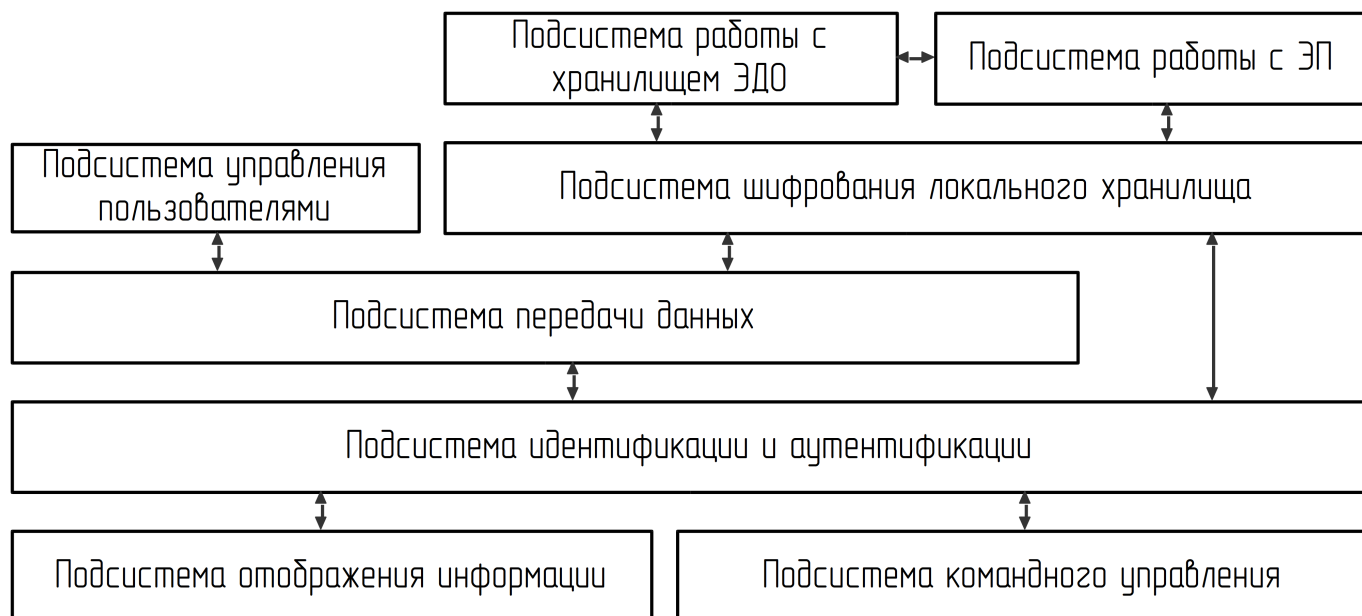 Подсистема работы с
хранилищем ЭДО
Подсистема работы с ЭП
Подсистема управления
пользователями
Подсистема шифрования локального хранилища
Подсистема передачи данных
Подсистема идентификации и аутентификации
Подсистема отображения информации
Подсистема командного управления